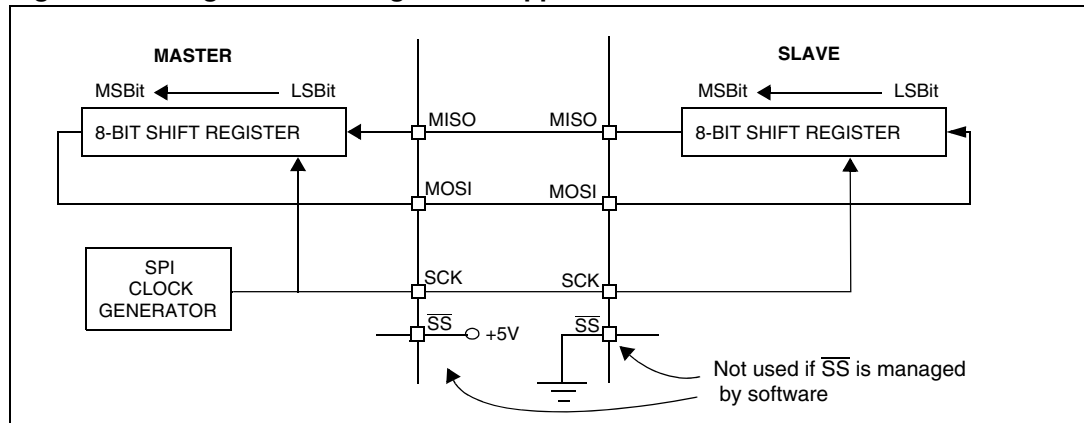 MASTER
MSBit
LSBit
8-BIT SHIFT REGISTER
SPI
CLOCK
GENERATOR
MISO
MISO
MOSI
MOSI
SCK
SCK
SS
+5V
SS
SLAVE
MSBit
LSBit
8-BIT SHIFT REGISTER
Not used if SS is managed
by software